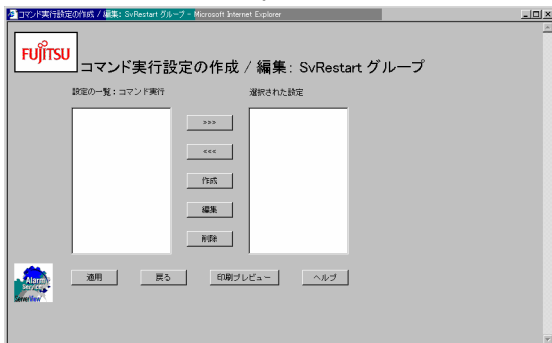 コマンド実行設定の作成 / 編集: SvRestart グループ - Microsoft Internet Explorer
FUJITSU
コマンド実行設定の作成 / 編集: SvRestart グループ
設定の一覧：コマンド実行
選択された設定
>>>
<<<
作成
編集
削除
適用
戻る
印刷プレビュー
ヘルプ
Alarm
Service
ServerView